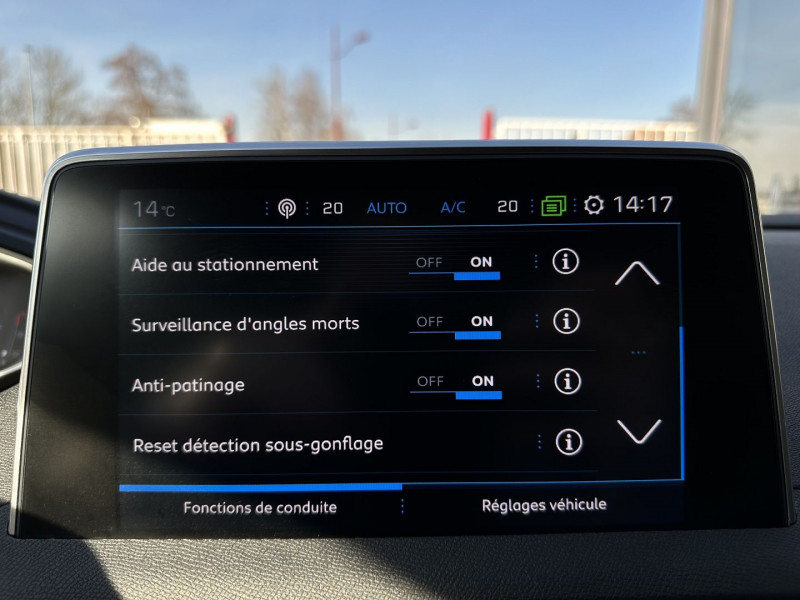 14°C 20 AUTO A/C 20 14:17
Aide au stationnement OFF ON i
Surveillance d'angles morts OFF ON i
Anti-patinage OFF ON i
Reset détection sous-gonflage i
Fonctions de conduite Réglages véhicule